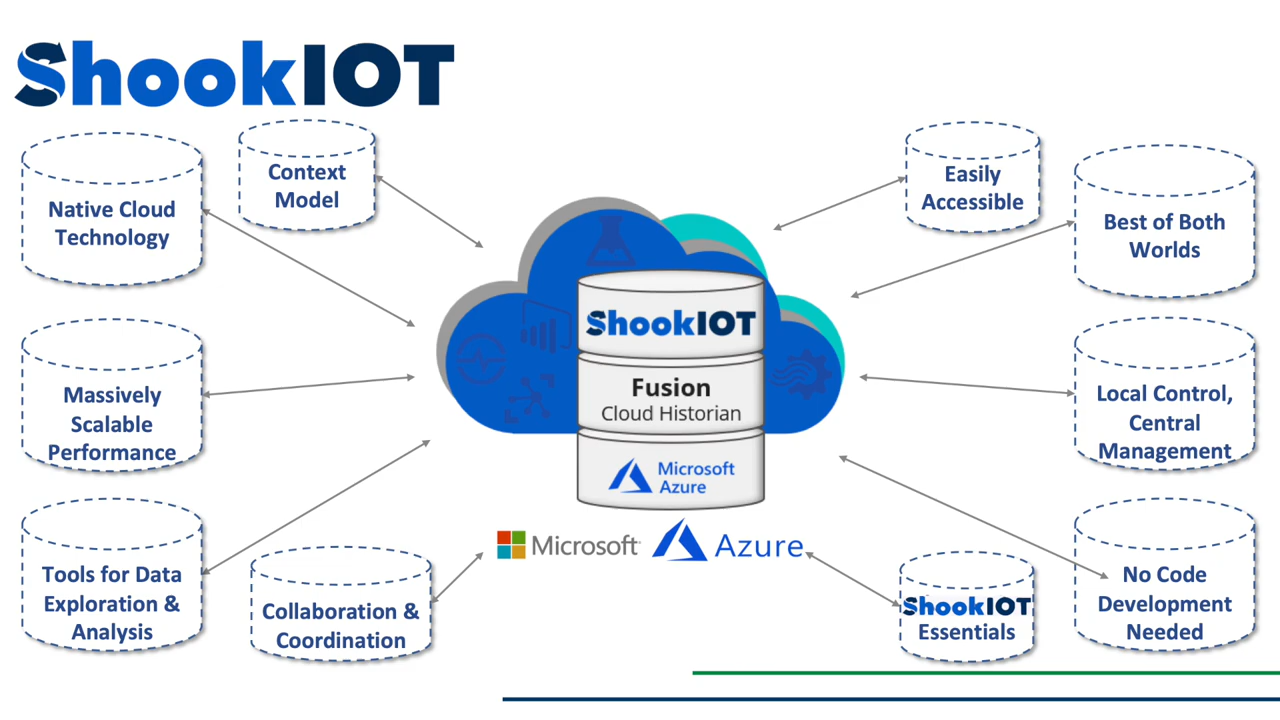 ShookIOT
Context
Model
Native Cloud
Technology
Massively
Scalable
Performance
Tools for Data
Exploration &
Analysis
Collaboration &
Coordination
ShookIOT
Fusion
Cloud Historian
Microsoft
Azure
Microsoft
Azure
Easily
Accessible
Best of Both
Worlds
Local Control,
Central
Management
No Code
Development
Needed
ShookIOT
Essentials